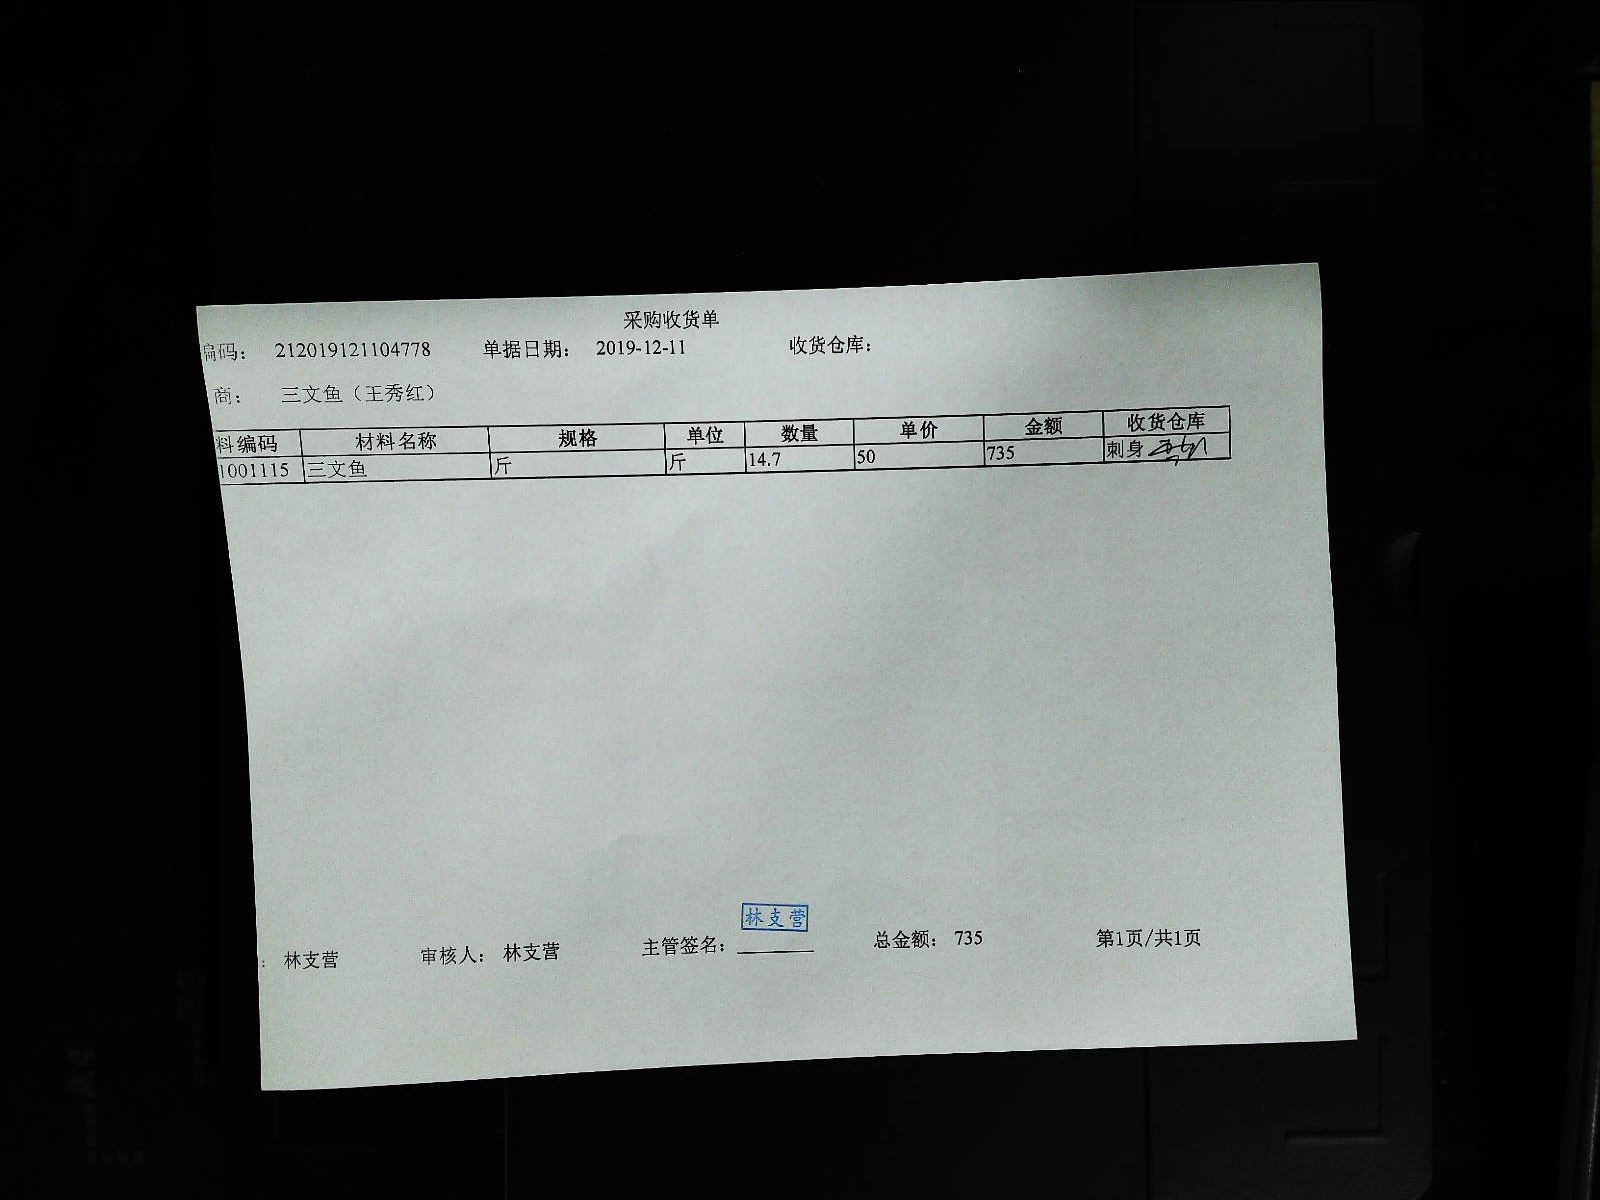 采购收货单
编码： 212019121104778 单据日期： 2019-12-11 收货仓库：
商： 三文鱼（王秀红）
料编码 材料名称 规格 单位 数量 单价 金额 收货仓库
1001115 三文鱼 斤 斤 14.7 50 735 刺身
林支营
： 林支营 审核人： 林支营 主管签名： 总金额： 735 第1页/共1页
A4